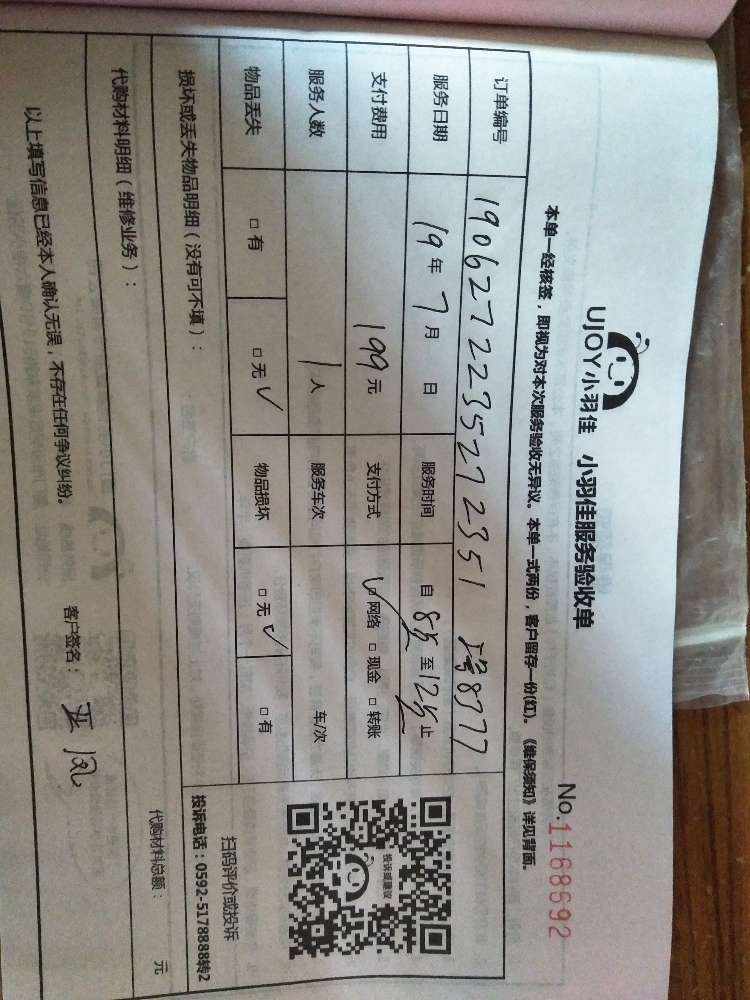 UJOY小羽佳 小羽佳服务验收单
No.1168692
本单一经核签，即视为对本次服务验收无异议。本单一式两份，客户留存一份(红)。《维保须知》详见背面。
订单编号 1906272235272351
服务日期 19年7月 日 服务时间 自8点至12点止
支付费用 199元 支付方式 ✓网络 □现金 □转账
服务人数 1人 服务车次 车/次
物品丢失 □有 □无✓ 物品损坏 □无✓ □有
投诉或建议
扫码评价或投诉
投诉电话：0592-5178888转2
损坏或丢失物品明细（没有可不填）：
代购材料明细（维修业务）： 代购材料总额： 元
以上填写信息已经本人确认无误，不存在任何争议纠纷。 客户签名：